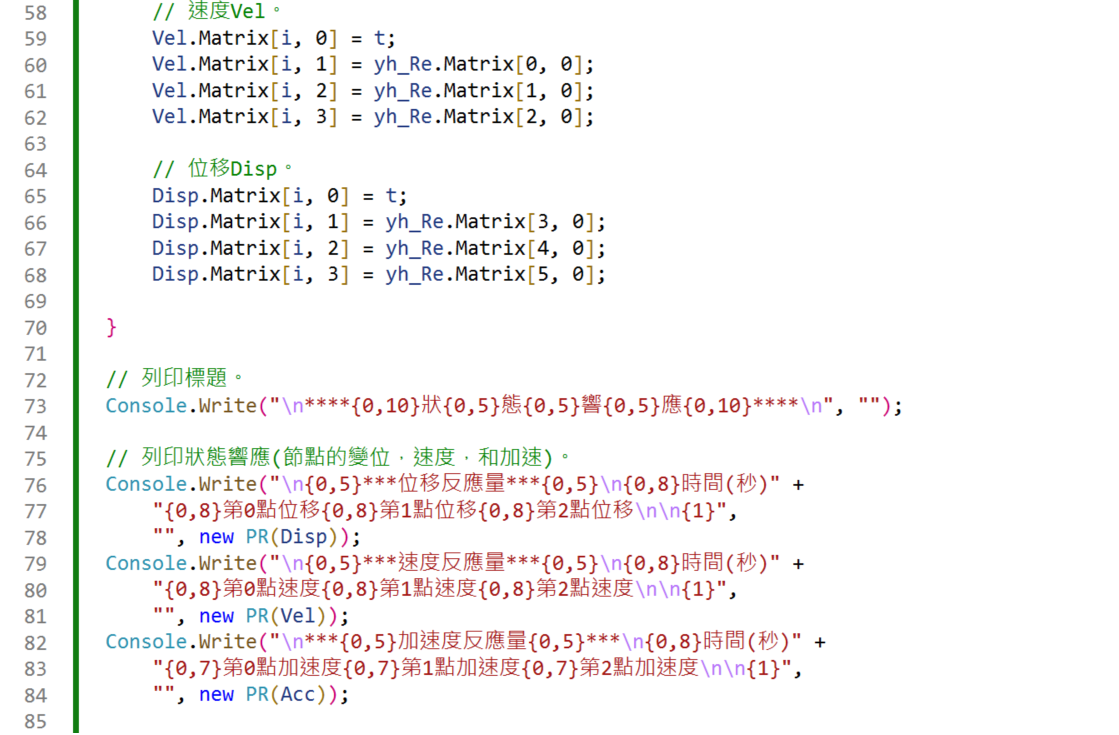 58 // 速度Vel。
59 Vel.Matrix[i, 0] = t;
60 Vel.Matrix[i, 1] = yh_Re.Matrix[0, 0];
61 Vel.Matrix[i, 2] = yh_Re.Matrix[1, 0];
62 Vel.Matrix[i, 3] = yh_Re.Matrix[2, 0];
63
64 // 位移Disp。
65 Disp.Matrix[i, 0] = t;
66 Disp.Matrix[i, 1] = yh_Re.Matrix[3, 0];
67 Disp.Matrix[i, 2] = yh_Re.Matrix[4, 0];
68 Disp.Matrix[i, 3] = yh_Re.Matrix[5, 0];
69
70 }
71
72 // 列印標題。
73 Console.Write("\n****{0,10}狀{0,5}態{0,5}響{0,5}應{0,10}****\n", "");
74
75 // 列印狀態響應(節點的變位，速度，和加速)。
76 Console.Write("\n{0,5}***位移反應量***{0,5}\n{0,8}時間(秒)" +
77 "{0,8}第0點位移{0,8}第1點位移{0,8}第2點位移\n\n{1}",
78 "", new PR(Disp));
79 Console.Write("\n{0,5}***速度反應量***{0,5}\n{0,8}時間(秒)" +
80 "{0,8}第0點速度{0,8}第1點速度{0,8}第2點速度\n\n{1}",
81 "", new PR(Vel));
82 Console.Write("\n***{0,5}加速度反應量{0,5}***\n{0,8}時間(秒)" +
83 "{0,7}第0點加速度{0,7}第1點加速度{0,7}第2點加速度\n\n{1}",
84 "", new PR(Acc));
85